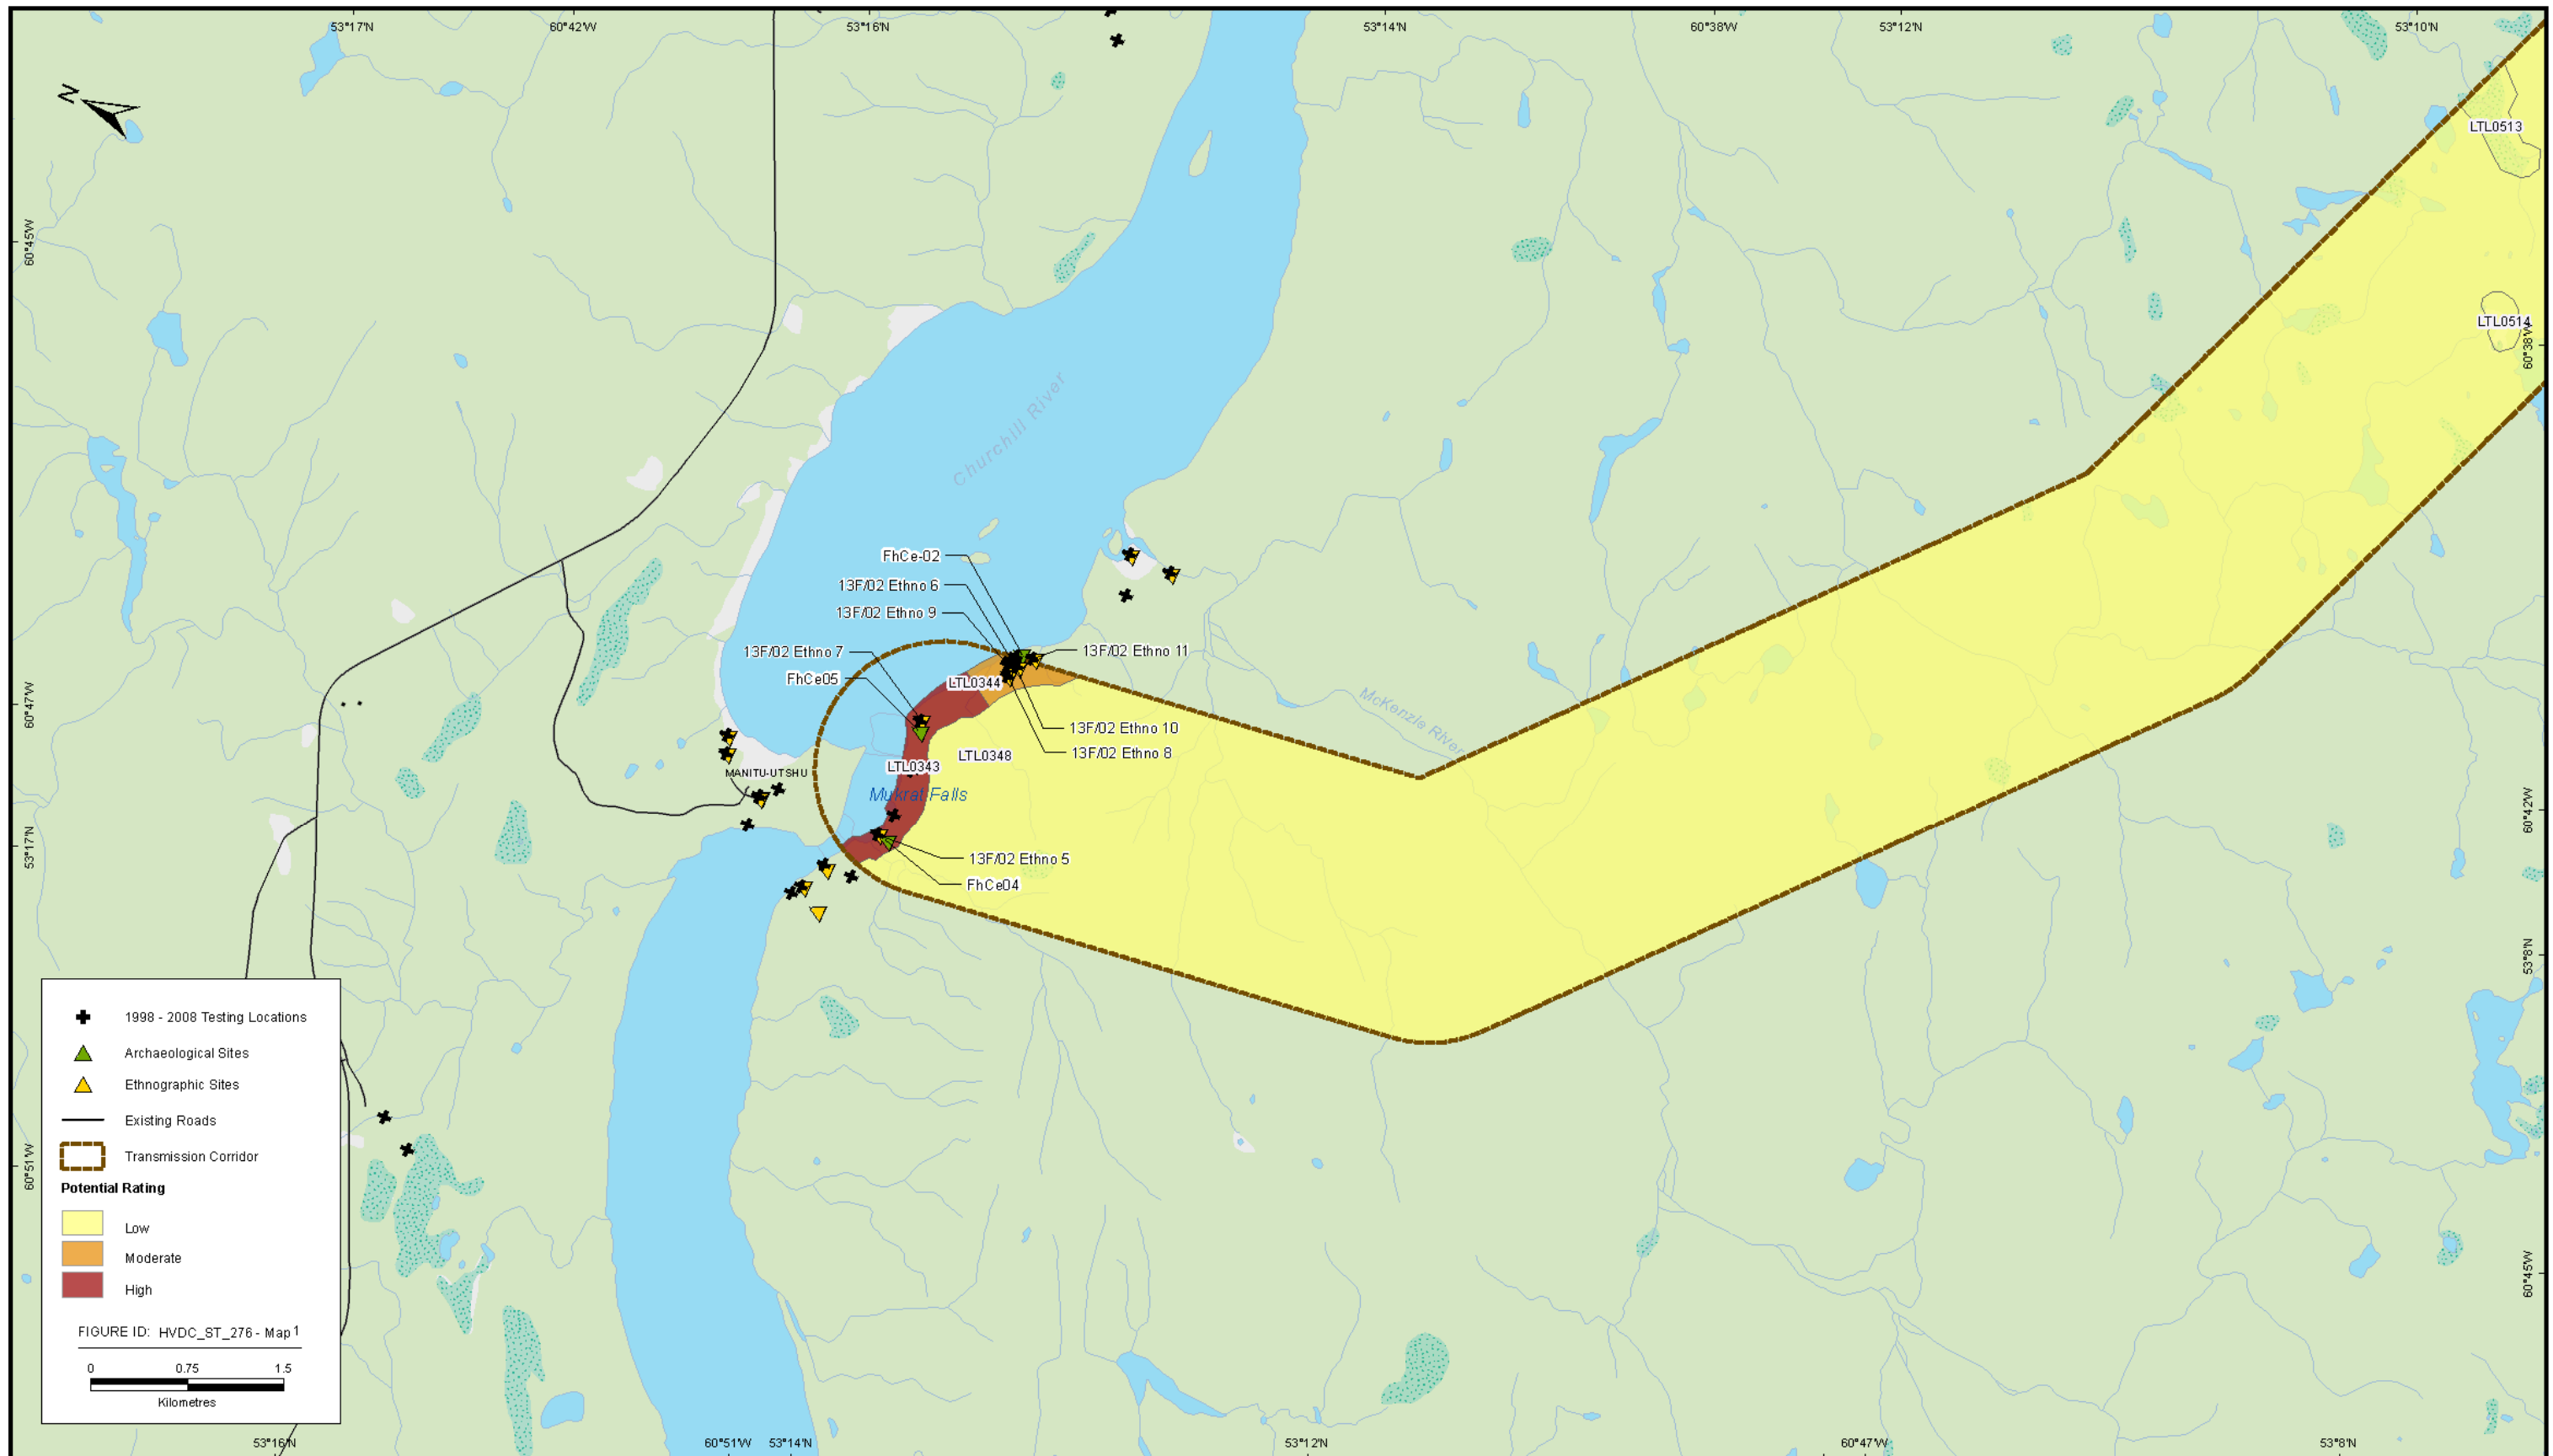 53°17'N
60°42'W
53°16'N
53°14'N
60°38'W
53°12'N
53°10'N
N
LTL0513
60°45'W
LTL0514
60°38'W
Churchill River
FhCe-02
13F/02 Ethno 6
13F/02 Ethno 9
13F/02 Ethno 7
13F/02 Ethno 11
FhCe05
LTL0344
60°47'W
McKenzie River
13F/02 Ethno 10
13F/02 Ethno 8
LTL0348
LTL0343
MANITU-UTSHU
Mukrat Falls
60°42'W
53°17'N
13F/02 Ethno 5
FhCe04
53°8'N
1998 - 2008 Testing Locations
Archaeological Sites
Ethnographic Sites
Existing Roads
Transmission Corridor
60°51'W
Potential Rating
Low
Moderate
High
60°45'W
FIGURE ID: HVDC_ST_276 - Map 1
0 0.75 1.5
Kilometres
53°16'N
60°51'W
53°14'N
53°12'N
60°47'W
53°8'N